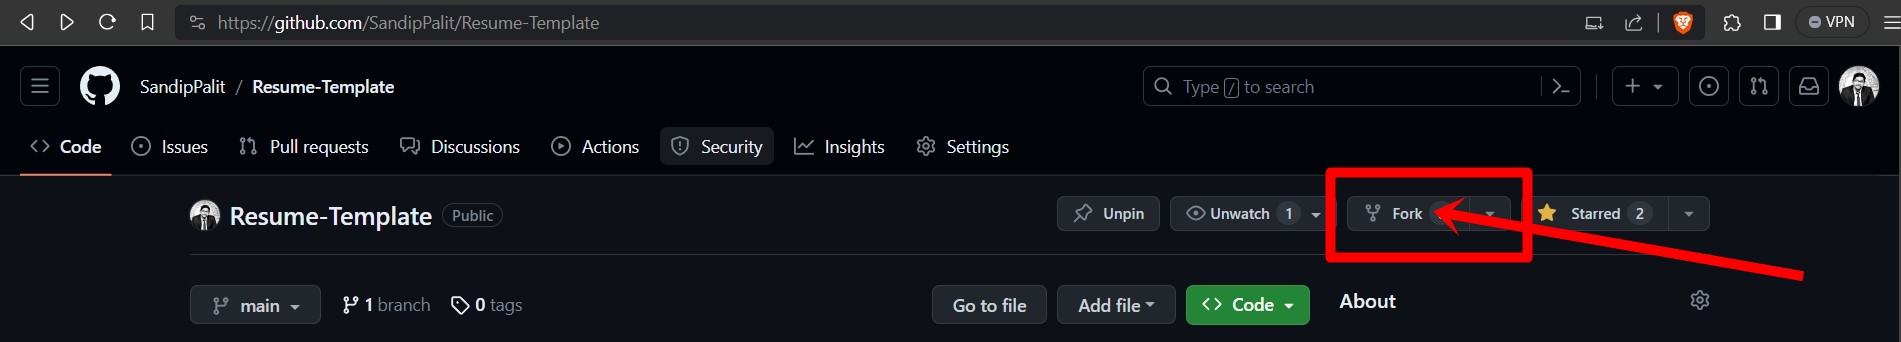 https://github.com/SandipPalit/Resume-Template
VPN
SandipPalit / Resume-Template
Type / to search
Code Issues Pull requests Discussions Actions Security Insights Settings
Resume-Template Public
Unpin Unwatch 1 Fork Starred 2
main 1 branch 0 tags Go to file Add file Code About